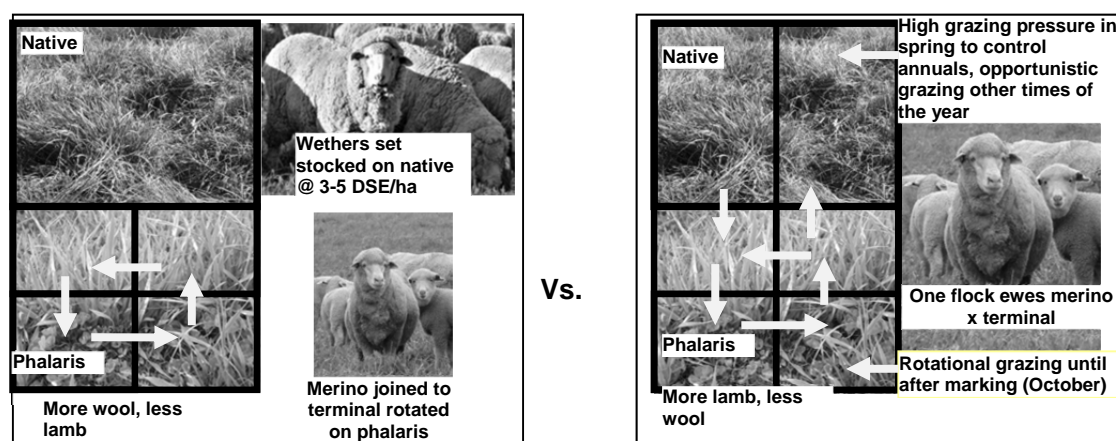 Native
Wethers set
stocked on native
@ 3-5 DSE/ha
Phalaris
More wool, less
lamb
Merino joined to
terminal rotated
on phalaris
Vs.
Native
High grazing pressure in
spring to control
annuals, opportunistic
grazing other times of
the year
One flock ewes merino
x terminal
Phalaris
Rotational grazing until
after marking (October)
More lamb, less
wool